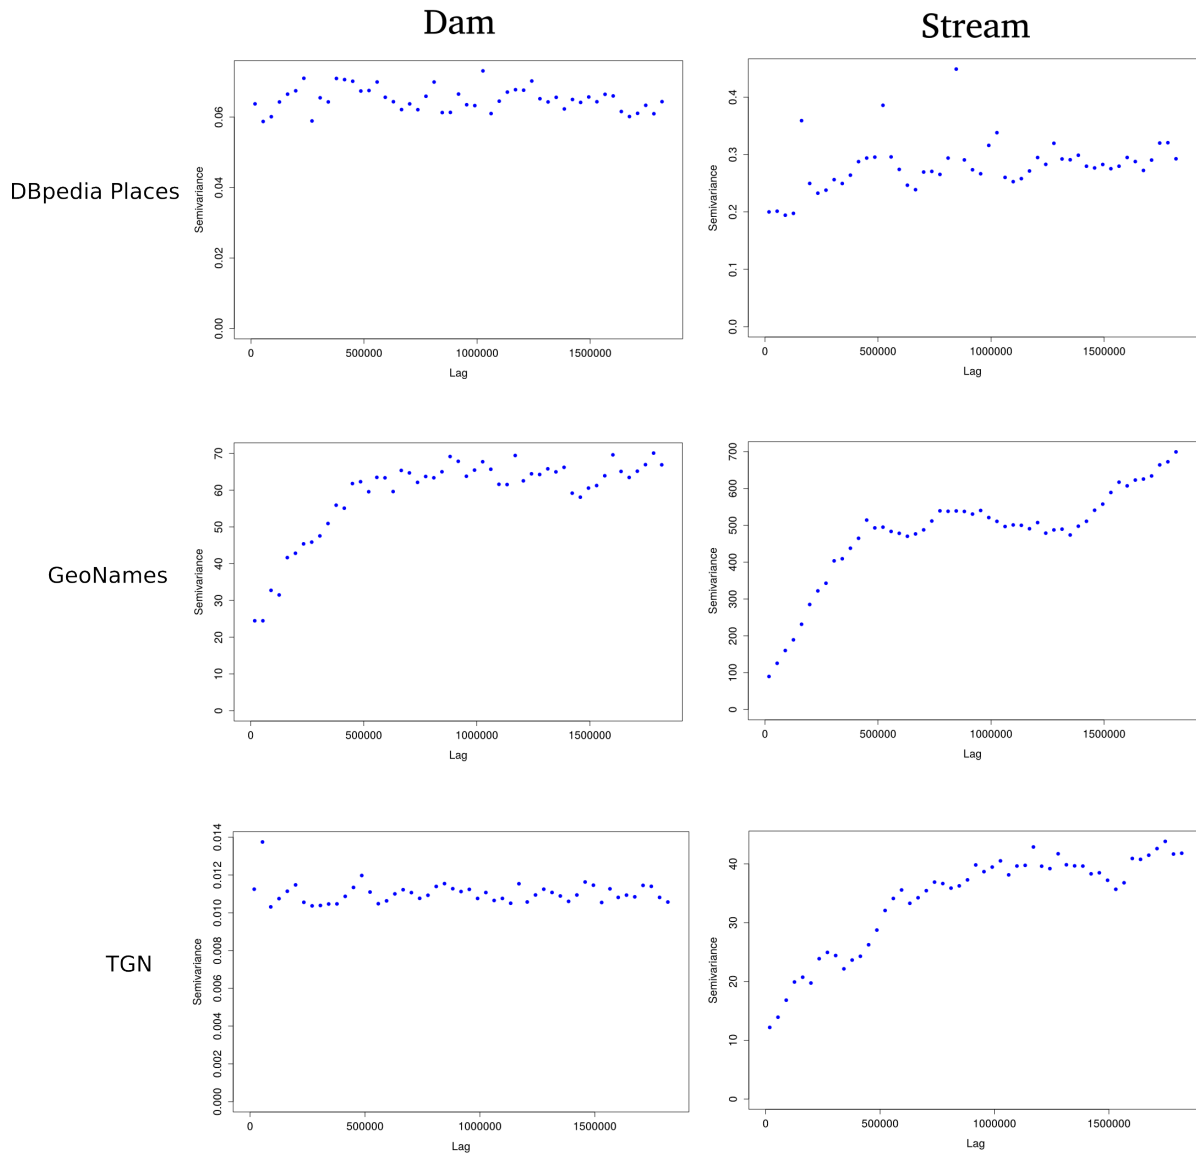 Dam
Stream
DBpedia Places
Semivariance
0.00 0.02 0.04 0.06
0 500000 1000000 1500000
Lag
Semivariance
0.0 0.1 0.2 0.3 0.4
0 500000 1000000 1500000
Lag
GeoNames
Semivariance
0 10 20 30 40 50 60 70
0 500000 1000000 1500000
Lag
Semivariance
0 100 200 300 400 500 600 700
0 500000 1000000 1500000
Lag
TGN
Semivariance
0.000 0.002 0.004 0.006 0.008 0.010 0.012 0.014
0 500000 1000000 1500000
Lag
Semivariance
0 10 20 30 40
0 500000 1000000 1500000
Lag